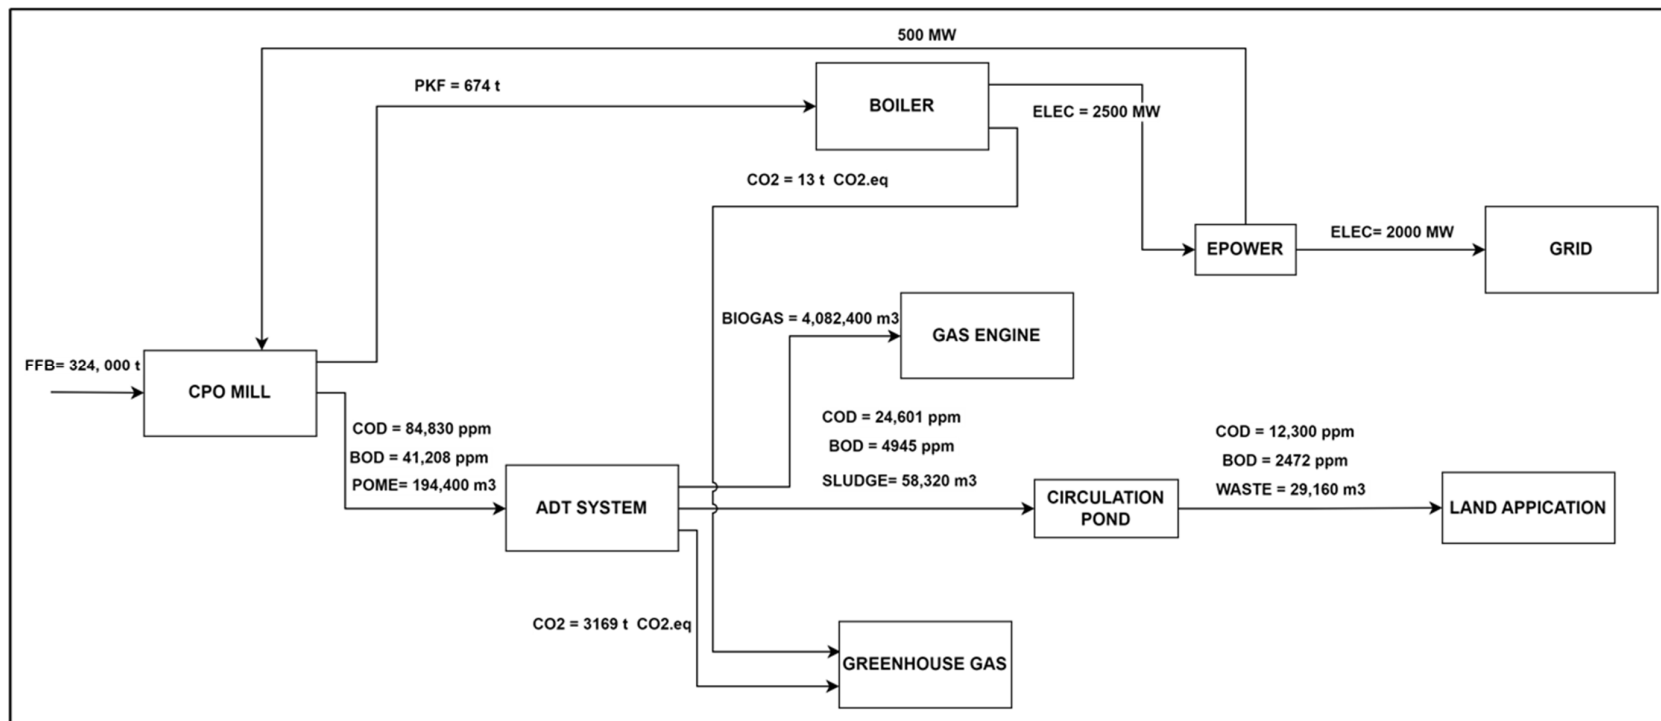 500 MW
PKF = 674 t
BOILER
ELEC = 2500 MW
CO2 = 13 t  CO2.eq
EPOWER
ELEC= 2000 MW
GRID
BIOGAS = 4,082,400 m3
GAS ENGINE
FFB= 324, 000 t
CPO MILL
COD = 84,830 ppm
BOD = 41,208 ppm
POME= 194,400 m3
ADT SYSTEM
COD = 24,601 ppm
BOD = 4945 ppm
SLUDGE= 58,320 m3
CIRCULATION
POND
COD = 12,300 ppm
BOD = 2472 ppm
WASTE = 29,160 m3
LAND APPICATION
CO2 = 3169 t  CO2.eq
GREENHOUSE GAS